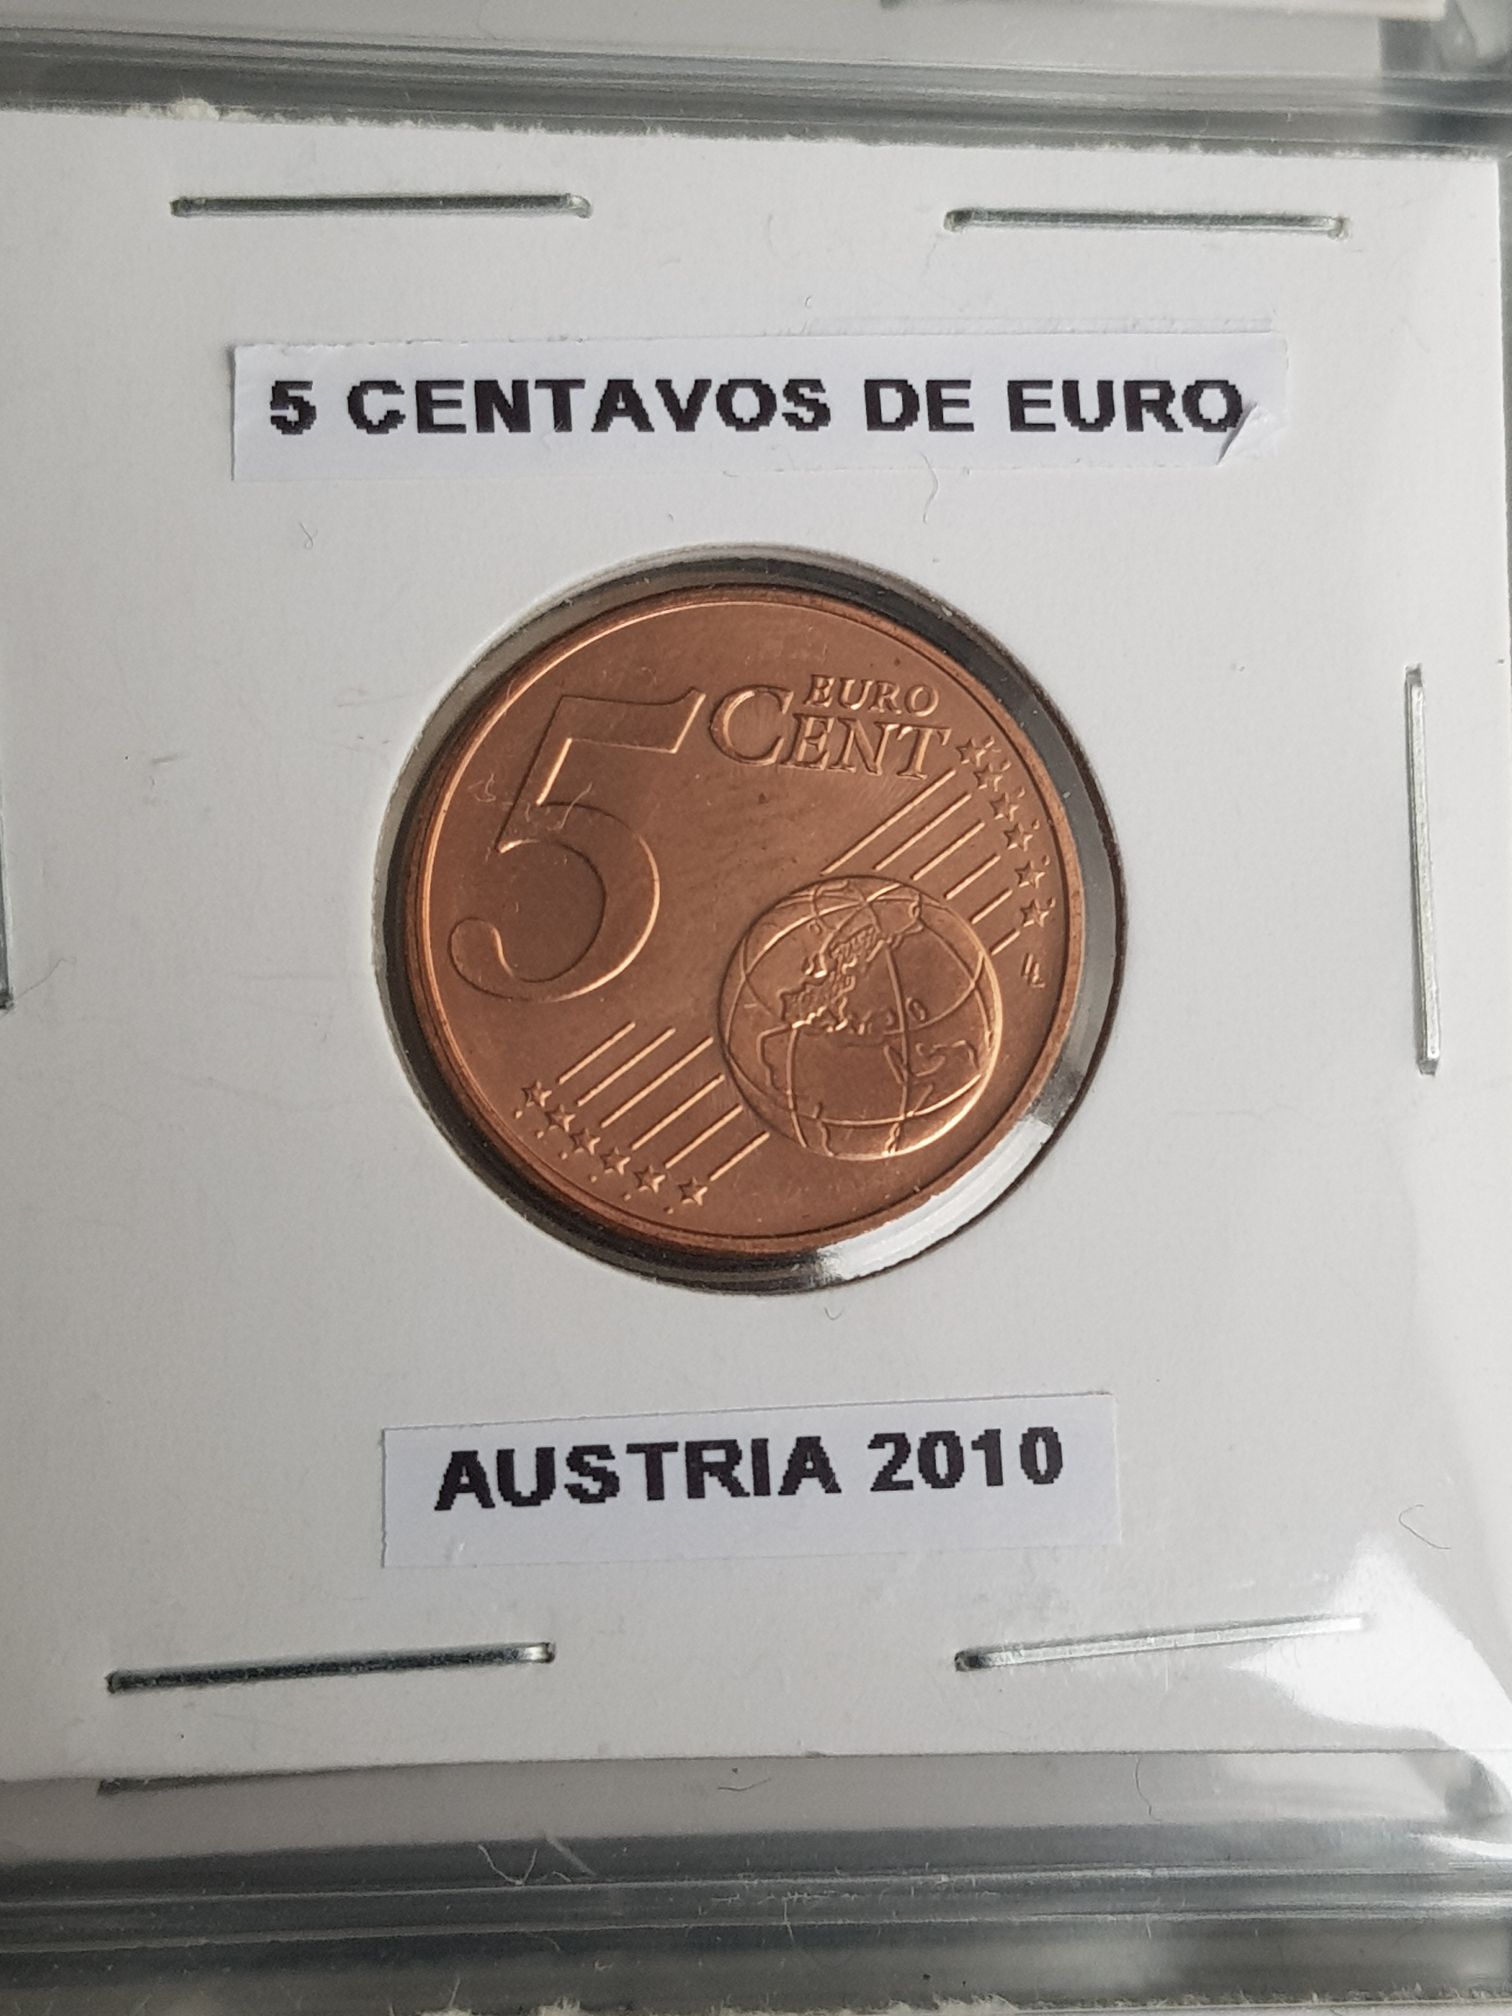 5 CENTAVOS DE EURO
5 EURO
CENT
AUSTRIA 2010